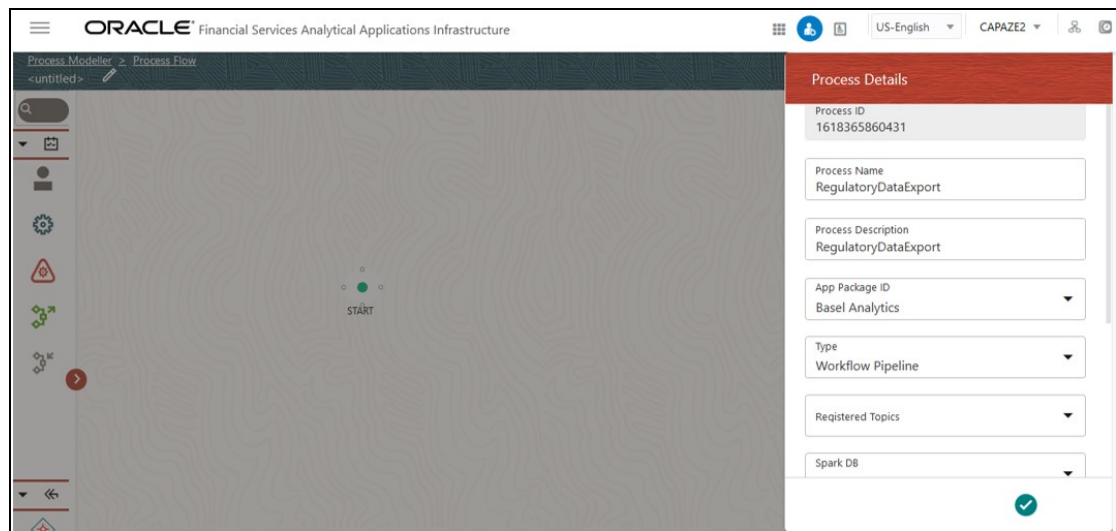 ORACLE® Financial Services Analytical Applications Infrastructure
US-English
CAPAZE2
Process Modeller > Process Flow
<untitled>
START
Process Details
Process ID
1618365860431
Process Name
RegulatoryDataExport
Process Description
RegulatoryDataExport
App Package ID
Basel Analytics
Type
Workflow Pipeline
Registered Topics
Spark DB